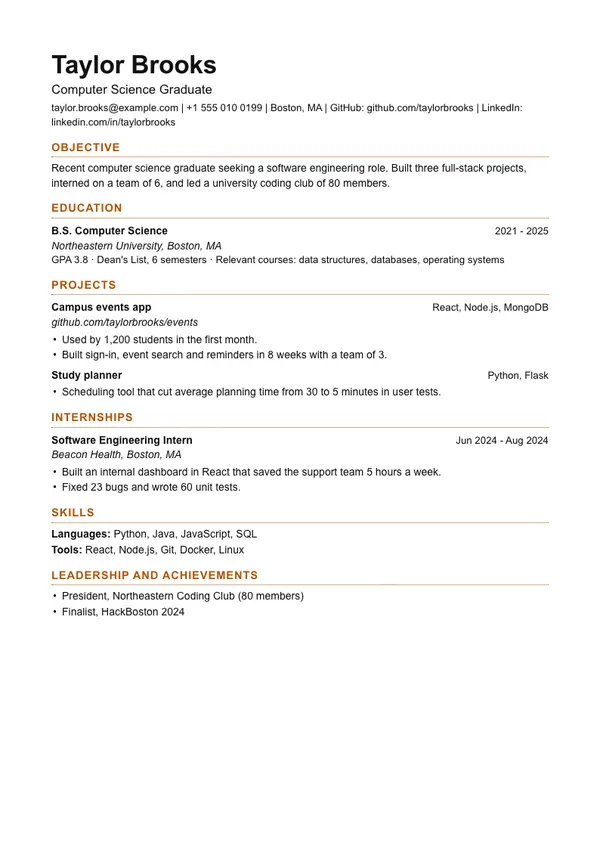 Taylor Brooks
Computer Science Graduate
taylor.brooks@example.com | +1 555 010 0199 | Boston, MA | GitHub: github.com/taylorbrooks | LinkedIn:
linkedin.com/in/taylorbrooks
OBJECTIVE
Recent computer science graduate seeking a software engineering role. Built three full-stack projects,
interned on a team of 6, and led a university coding club of 80 members.
EDUCATION
B.S. Computer Science 2021 - 2025
Northeastern University, Boston, MA
GPA 3.8 · Dean's List, 6 semesters · Relevant courses: data structures, databases, operating systems
PROJECTS
Campus events app React, Node.js, MongoDB
github.com/taylorbrooks/events
• Used by 1,200 students in the first month.
• Built sign-in, event search and reminders in 8 weeks with a team of 3.
Study planner Python, Flask
• Scheduling tool that cut average planning time from 30 to 5 minutes in user tests.
INTERNSHIPS
Software Engineering Intern Jun 2024 - Aug 2024
Beacon Health, Boston, MA
• Built an internal dashboard in React that saved the support team 5 hours a week.
• Fixed 23 bugs and wrote 60 unit tests.
SKILLS
Languages: Python, Java, JavaScript, SQL
Tools: React, Node.js, Git, Docker, Linux
LEADERSHIP AND ACHIEVEMENTS
• President, Northeastern Coding Club (80 members)
• Finalist, HackBoston 2024